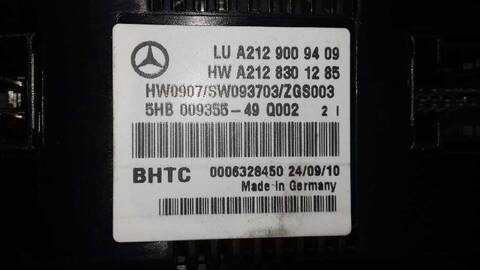 LU A212 900 94 09
HW A212 830 12 85
HW0907/SW093703/ZGS003
5HB 009355-49 Q002 2 I
BHTC 0006328450 24/09/10
Made in Germany